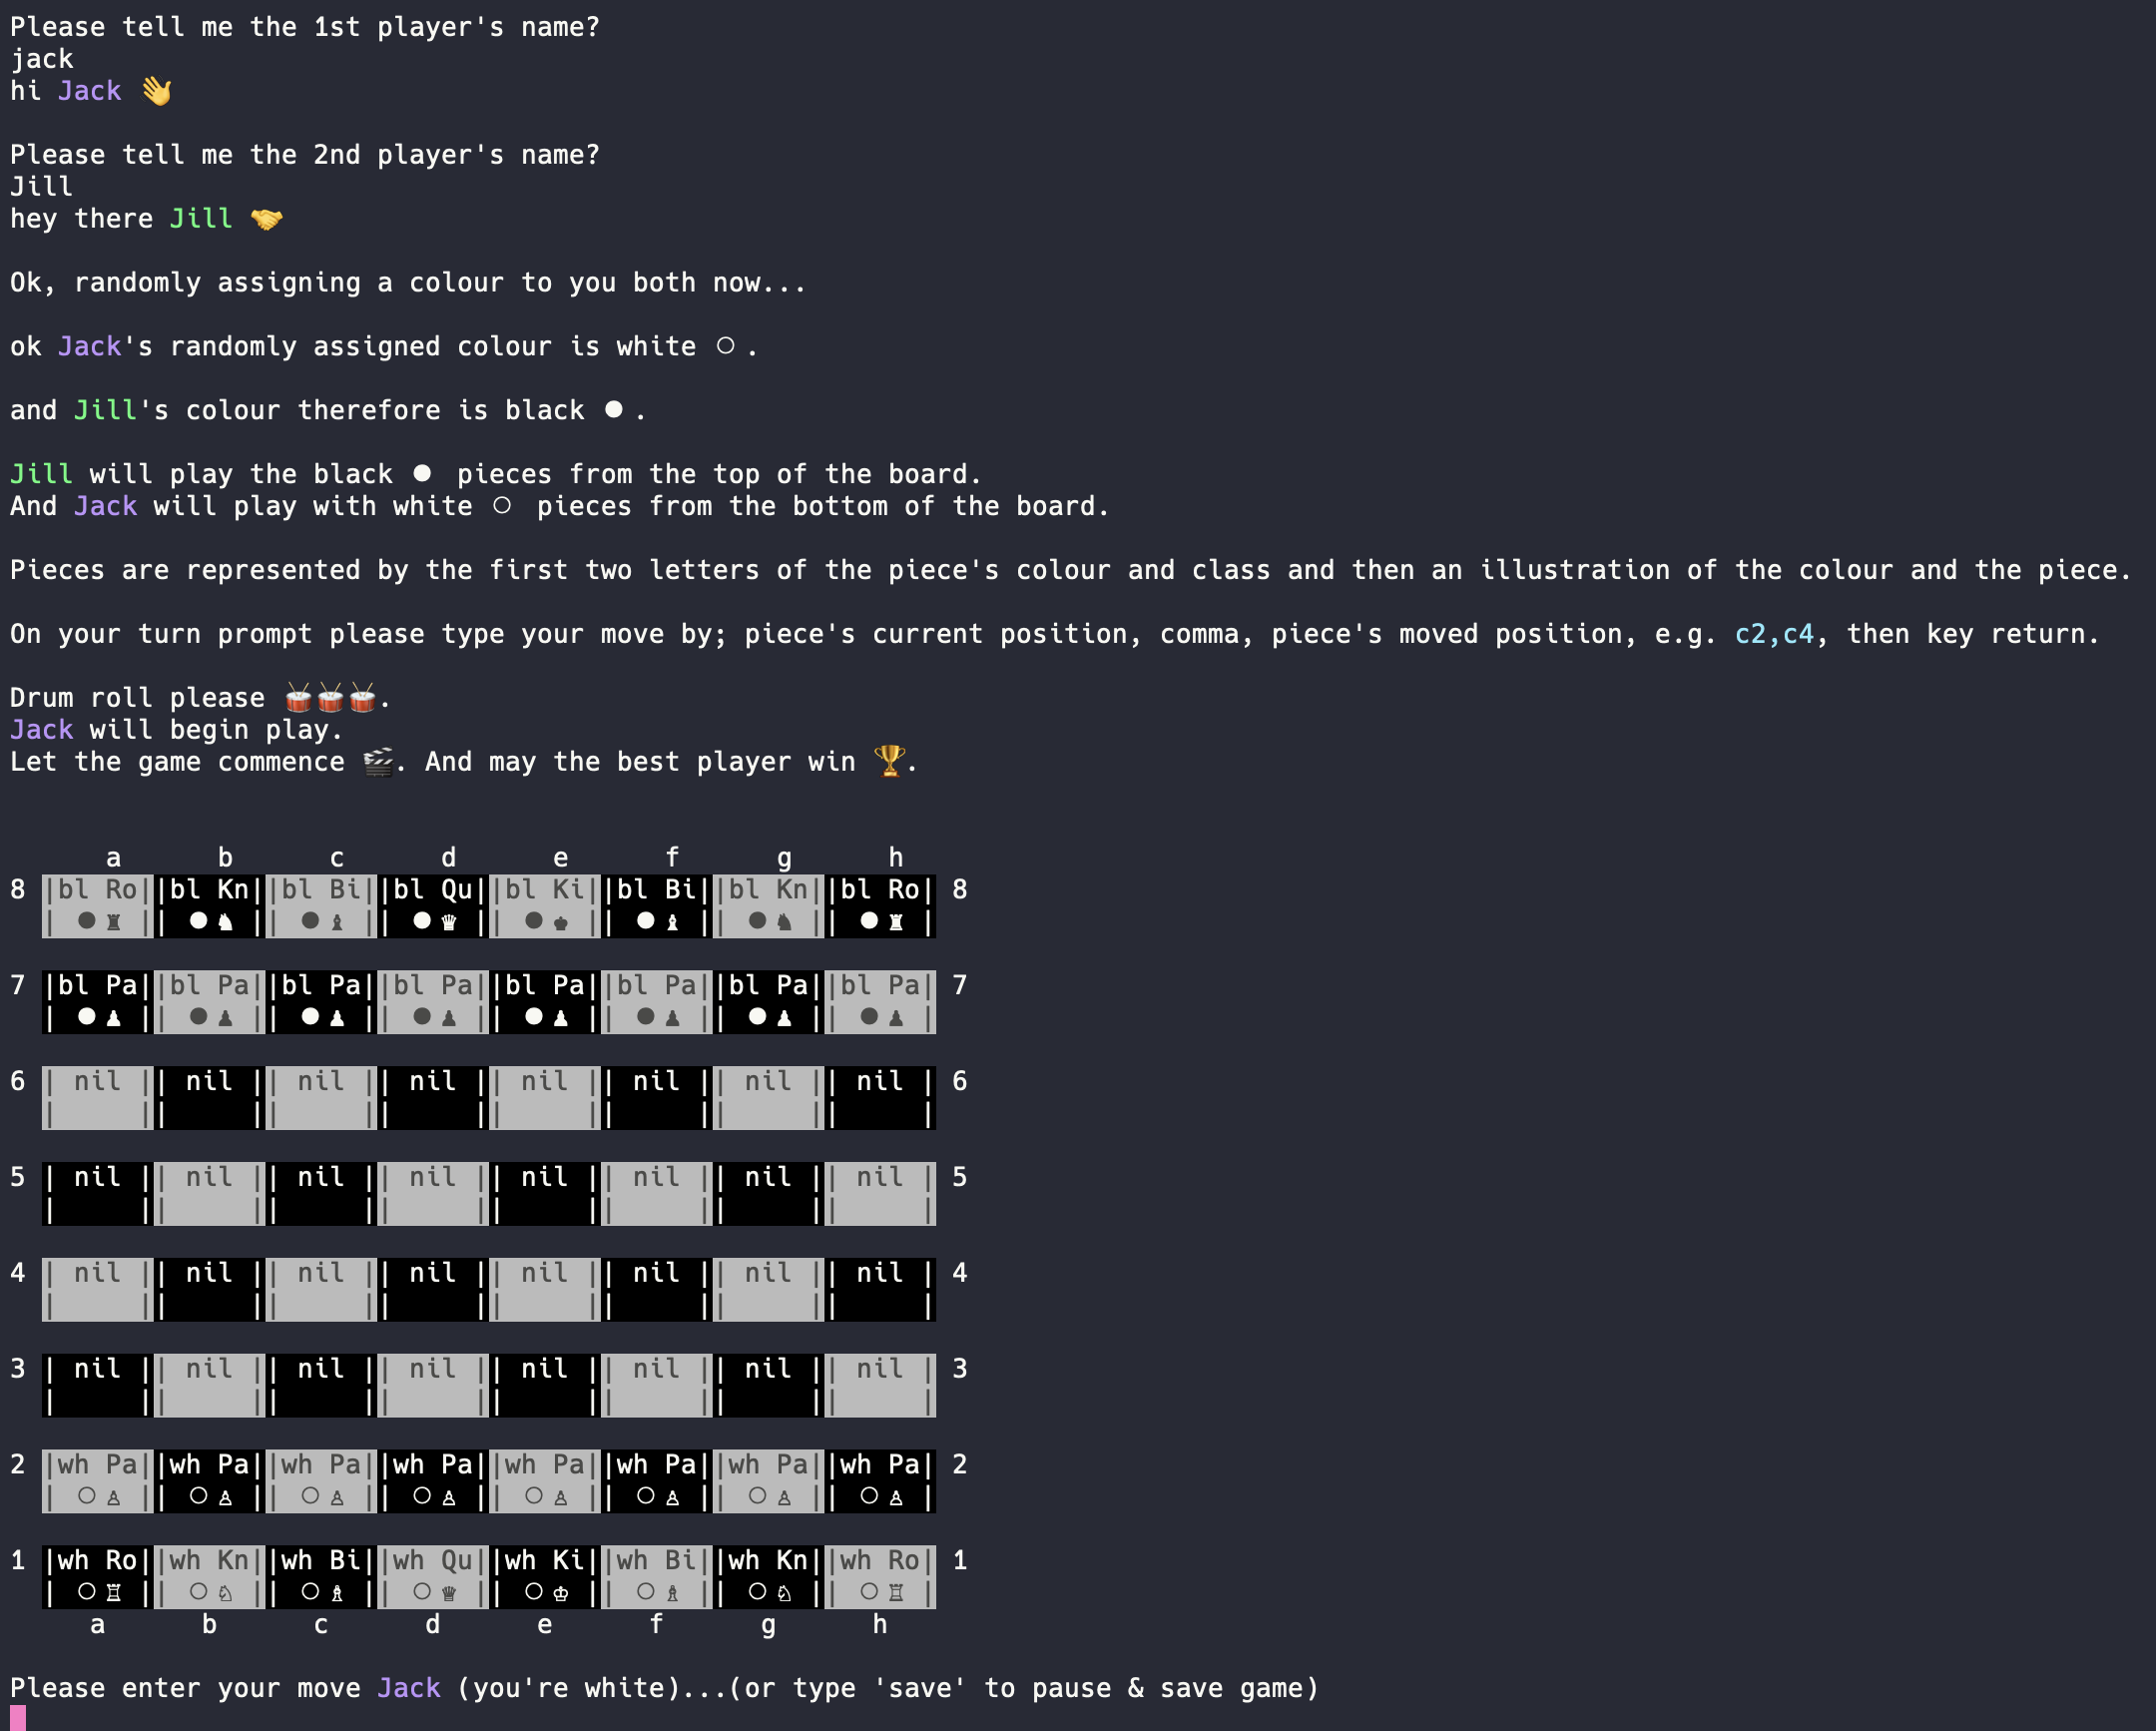 Please tell me the 1st player's name?
jack
hi Jack 👋
Please tell me the 2nd player's name?
Jill
hey there Jill 🤝
Ok, randomly assigning a colour to you both now...
ok Jack's randomly assigned colour is white ○ .
and Jill's colour therefore is black ● .
Jill will play the black ● pieces from the top of the board.
And Jack will play with white ○ pieces from the bottom of the board.
Pieces are represented by the first two letters of the piece's colour and class and then an illustration of the colour and the piece.
On your turn prompt please type your move by; piece's current position, comma, piece's moved position, e.g. c2,c4, then key return.
Drum roll please 🥁🥁🥁.
Jack will begin play.
Let the game commence 🎬. And may the best player win 🏆.
a b c d e f g h
8 |bl Ro||bl Kn||bl Bi||bl Qu||bl Ki||bl Bi||bl Kn||bl Ro| 8
| ● ♜ || ● ♞ || ● ♝ || ● ♛ || ● ♚ || ● ♝ || ● ♞ || ● ♜ |
7 |bl Pa||bl Pa||bl Pa||bl Pa||bl Pa||bl Pa||bl Pa||bl Pa| 7
| ● ♟ || ● ♟ || ● ♟ || ● ♟ || ● ♟ || ● ♟ || ● ♟ || ● ♟ |
6 | nil || nil || nil || nil || nil || nil || nil || nil | 6
| || || || || || || || |
5 | nil || nil || nil || nil || nil || nil || nil || nil | 5
| || || || || || || || |
4 | nil || nil || nil || nil || nil || nil || nil || nil | 4
| || || || || || || || |
3 | nil || nil || nil || nil || nil || nil || nil || nil | 3
| || || || || || || || |
2 |wh Pa||wh Pa||wh Pa||wh Pa||wh Pa||wh Pa||wh Pa||wh Pa| 2
| ○ ♙ || ○ ♙ || ○ ♙ || ○ ♙ || ○ ♙ || ○ ♙ || ○ ♙ || ○ ♙ |
1 |wh Ro||wh Kn||wh Bi||wh Qu||wh Ki||wh Bi||wh Kn||wh Ro| 1
| ○ ♖ || ○ ♘ || ○ ♗ || ○ ♕ || ○ ♔ || ○ ♗ || ○ ♘ || ○ ♖ |
a b c d e f g h
Please enter your move Jack (you're white)...(or type 'save' to pause & save game)